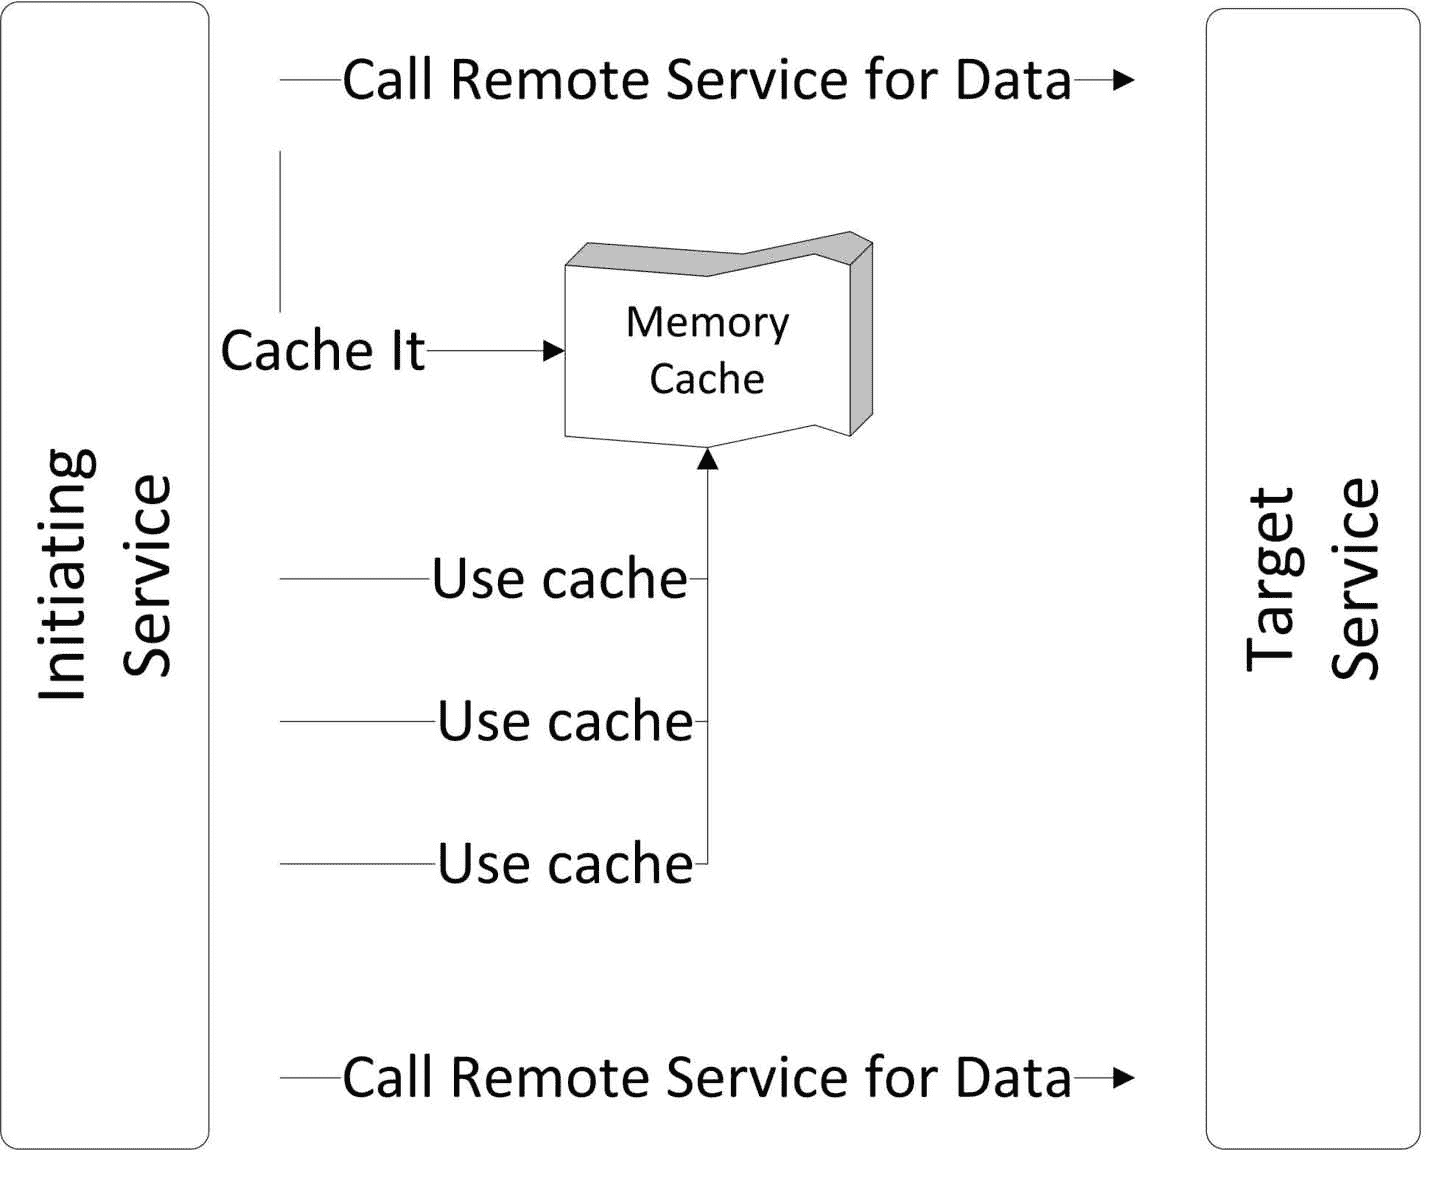 Call Remote Service for Data
Memory
Cache
Cache It
Initiating
Service
Use cache
Target
Service
Use cache
Use cache
Call Remote Service for Data